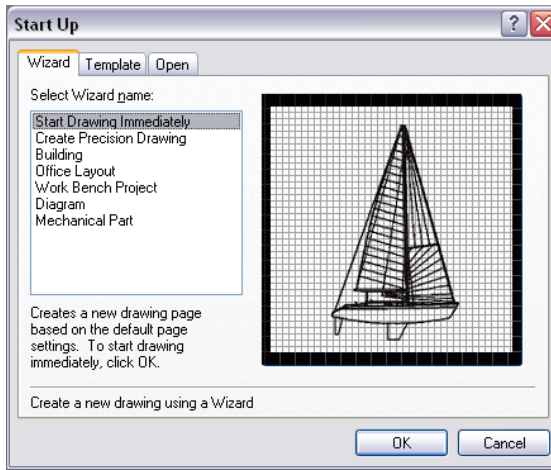 Start Up
Wizard Template Open
Select Wizard name:
Start Drawing Immediately
Create Precision Drawing
Building
Office Layout
Work Bench Project
Diagram
Mechanical Part
Creates a new drawing page
based on the default page
settings. To start drawing
immediately, click OK.
Create a new drawing using a Wizard
OK Cancel